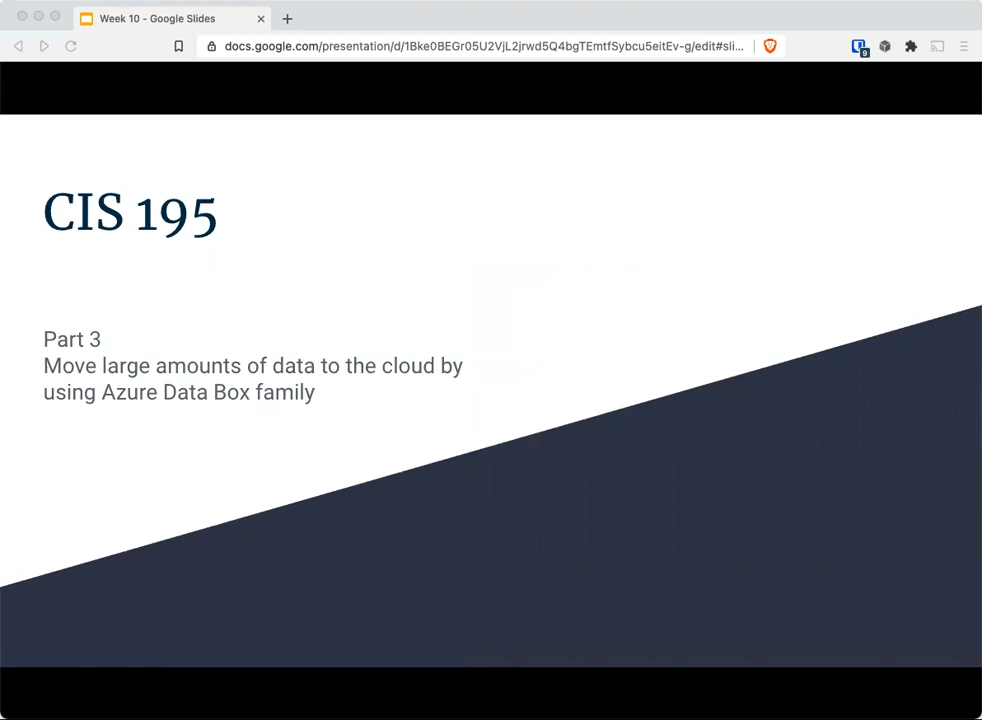 Week 10 - Google Slides
docs.google.com/presentation/d/1Bke0BEGr05U2VjL2jrwd5Q4bgTEmtfSybcu5eitEv-g/edit#sli...
9
CIS 195
Part 3
Move large amounts of data to the cloud by
using Azure Data Box family